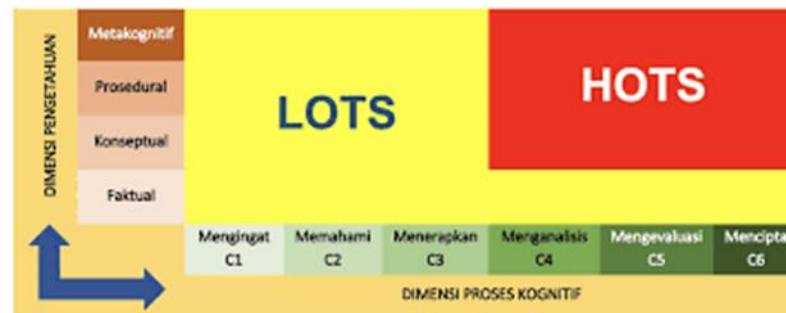 DIMENSI PENGETAHUAN
Metakognitif
Prosedural
Konseptual
Faktual
LOTS
HOTS
Mengingat Memahami Menerapkan Menganalisis Mengevaluasi Mencipta
C1 C2 C3 C4 C5 C6
DIMENSI PROSES KOGNITIF